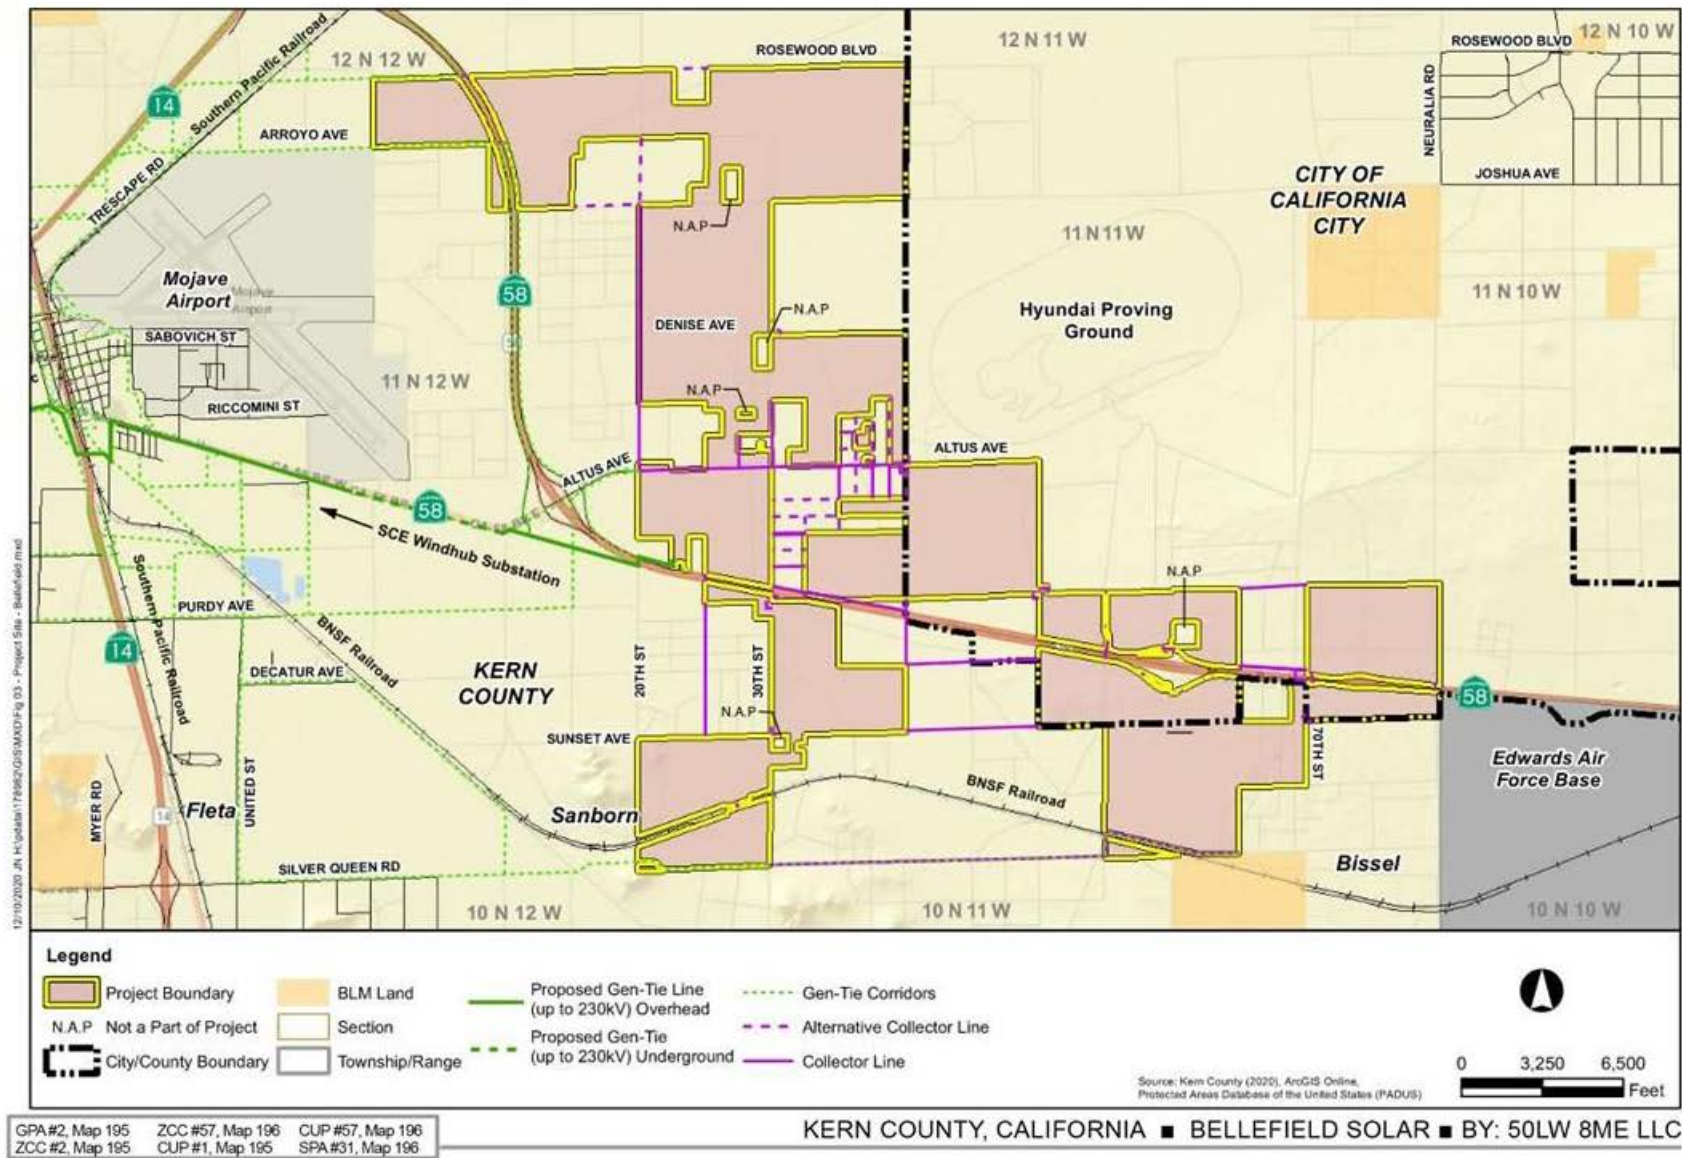 12 N 12 W
ROSEWOOD BLVD
12 N 11 W
ROSEWOOD BLVD
12 N 10 W
Southern Pacific Railroad
14
ARROYO AVE
TRESCAPE RD
NEURALIA RD
JOSHUA AVE
CITY OF
CALIFORNIA
CITY
N.A.P
11 N 11 W
Mojave
Airport
Mojave
Airport
58
11 N 10 W
N.A.P
Hyundai Proving
Ground
DENISE AVE
SABOVICH ST
11 N 12 W
N.A.P
RICCOMINI ST
ALTUS AVE
ALTUS AVE
58
SCE Windhub Substation
N.A.P
PURDY AVE
Southern Pacific Railroad
BNSF Railroad
14
DECATUR AVE
KERN
COUNTY
20TH ST
30TH ST
58
N.A.P
SUNSET AVE
70TH ST
Edwards Air
Force Base
BNSF Railroad
MYER RD
14
Fleta
UNITED ST
Sanborn
SILVER QUEEN RD
Bissel
10 N 12 W
10 N 11 W
10 N 10 W
Legend
Project Boundary
N.A.P Not a Part of Project
City/County Boundary
BLM Land
Section
Township/Range
Proposed Gen-Tie Line
(up to 230kV) Overhead
Proposed Gen-Tie
(up to 230kV) Underground
Gen-Tie Corridors
Alternative Collector Line
Collector Line
0 3,250 6,500
Feet
Source: Kern County (2020), ArcGIS Online,
Protected Areas Database of the United States (PADUS)
GPA #2, Map 195 ZCC #57, Map 196 CUP #57, Map 196
ZCC #2, Map 195 CUP #1, Map 195 SPA #31, Map 196
KERN COUNTY, CALIFORNIA ■ BELLEFIELD SOLAR ■ BY: 50LW 8ME LLC